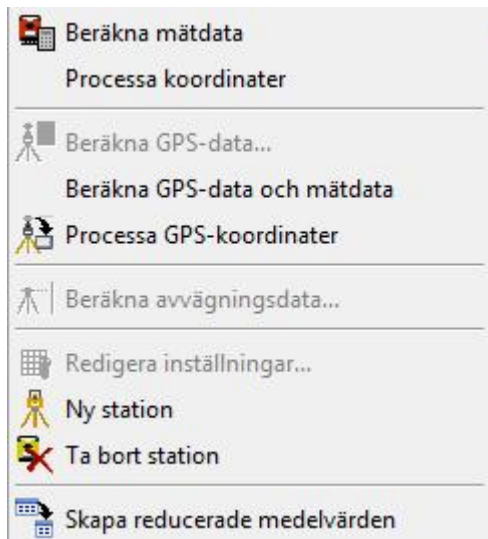 Beräkna mätdata
Processa koordinater
Beräkna GPS-data...
Beräkna GPS-data och mätdata
Processa GPS-koordinater
Beräkna avvägningsdata...
Redigera inställningar...
Ny station
Ta bort station
Skapa reducerade medelvärden